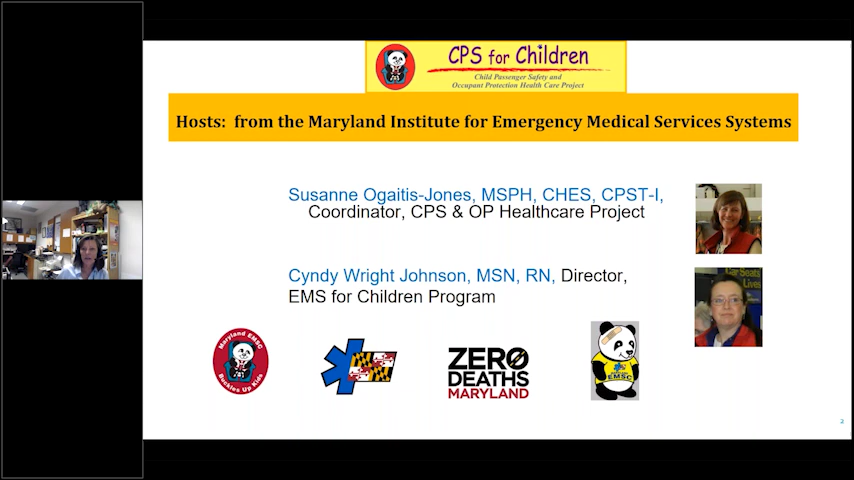 CPS for Children
Child Passenger Safety and
Occupant Protection Health Care Project
Hosts: from the Maryland Institute for Emergency Medical Services Systems
Susanne Ogaitis-Jones, MSPH, CHES, CPST-I,
Coordinator, CPS & OP Healthcare Project
Cyndy Wright Johnson, MSN, RN, Director,
EMS for Children Program
Maryland EMSC
Buckles Up Kids
ZERO
DEATHS
MARYLAND
EMSC
2